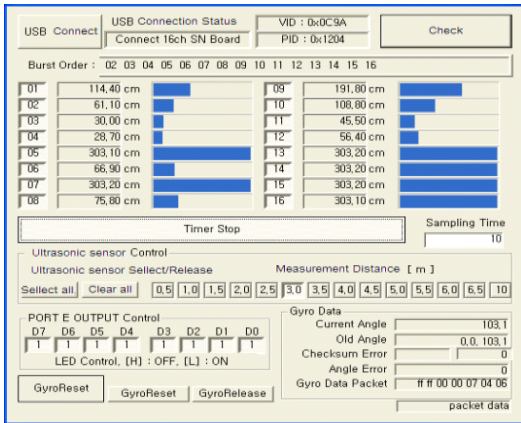 USB Connect
USB Connection Status
Connect 16ch SN Board
VID : 0x0C9A
PID : 0x1204
Check
Burst Order : 02 03 04 05 06 07 08 09 10 11 12 13 14 15 16
01 114,40 cm
02 61,10 cm
03 30,00 cm
04 28,70 cm
05 303,10 cm
06 66,90 cm
07 303,20 cm
08 75,80 cm
09 191,80 cm
10 108,80 cm
11 45,50 cm
12 56,40 cm
13 303,20 cm
14 303,20 cm
15 303,20 cm
16 303,10 cm
Timer Stop
Sampling Time
10
Ultrasonic sensor Control
Ultrasonic sensor Sellect/Release
Measurement Distance [ m ]
Sellect all, Clear all 0,5 1,0 1,5 2,0 2,5 3,0 3,5 4,0 4,5 5,0 5,5 6,0 6,5 10
PORT E OUTPUT Control
D7 D6 D5 D4 D3 D2 D1 D0
1 1 1 1 1 1 1 1
LED Control, [H] : OFF, [L] : ON
GyroReset GyroReset GyroRelease
Gyro Data
Current Angle 103,1
Old Angle 0,0, 103,1
Checksum Error 0
Angle Error 0
Gyro Data Packet ff ff 00 00 07 04 06
packet data